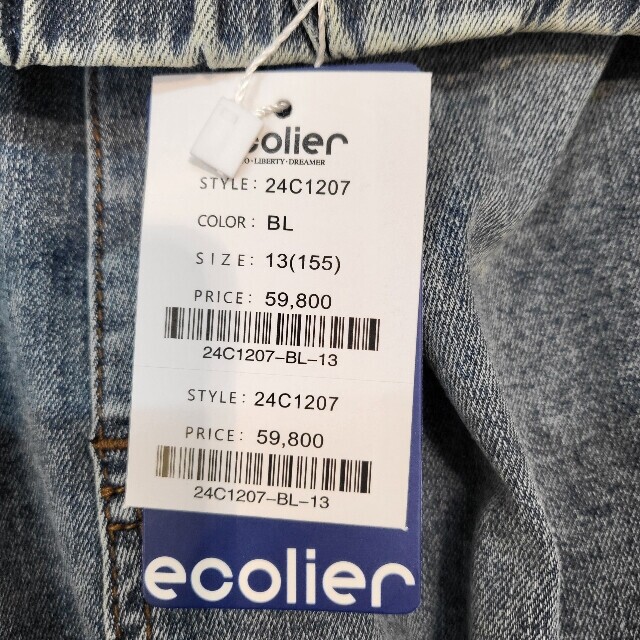 ecolier
LIBERTY·DREAMER
STYLE: 24C1207
COLOR: BL
SIZE: 13(155)
PRICE: 59,800
24C1207-BL-13
STYLE: 24C1207
PRICE: 59,800
24C1207-BL-13
ecolier